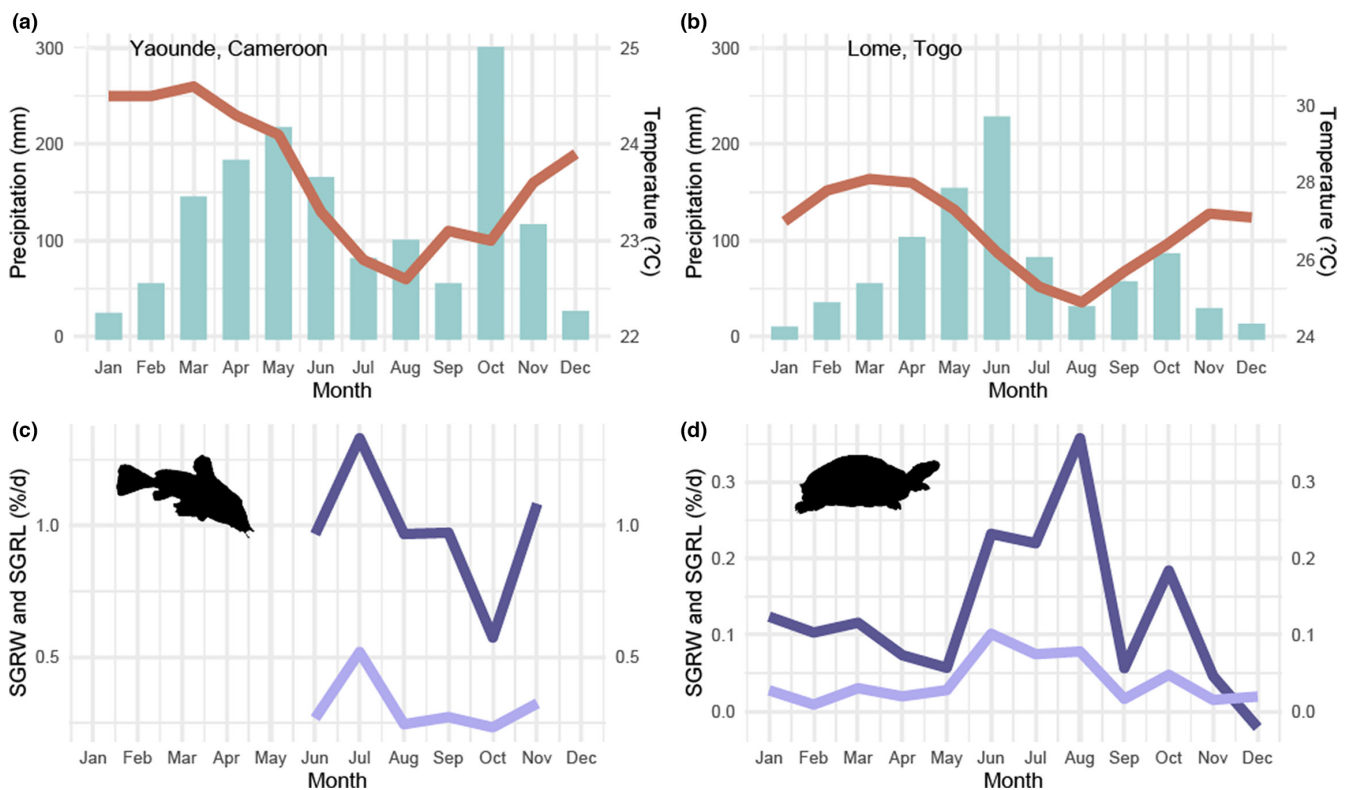 (a)
Yaounde, Cameroon
300
200
100
0
Precipitation (mm)
25
24
23
22
Temperature (?C)
Jan Feb Mar Apr May Jun Jul Aug Sep Oct Nov Dec
Month
(b)
Lome, Togo
300
200
100
0
Precipitation (mm)
30
28
26
24
Temperature (?C)
Jan Feb Mar Apr May Jun Jul Aug Sep Oct Nov Dec
Month
(c)
1.0
0.5
SGRW and SGRL (%/d)
1.0
0.5
Jan Feb Mar Apr May Jun Jul Aug Sep Oct Nov Dec
Month
(d)
0.3
0.2
0.1
0.0
SGRW and SGRL (%/d)
0.3
0.2
0.1
0.0
Jan Feb Mar Apr May Jun Jul Aug Sep Oct Nov Dec
Month